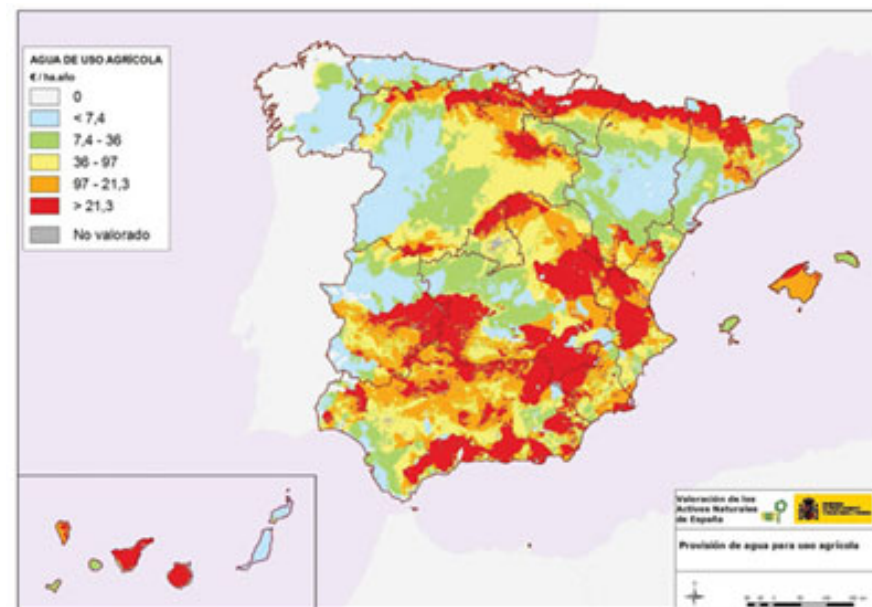 AGUA DE USO AGRÍCOLA
€ / ha.año
0
< 7,4
7,4 - 36
36 - 97
97 - 21,3
> 21,3
No valorado
Valoración de los
Activos Naturales
de España
Provisión de agua para uso agrícola